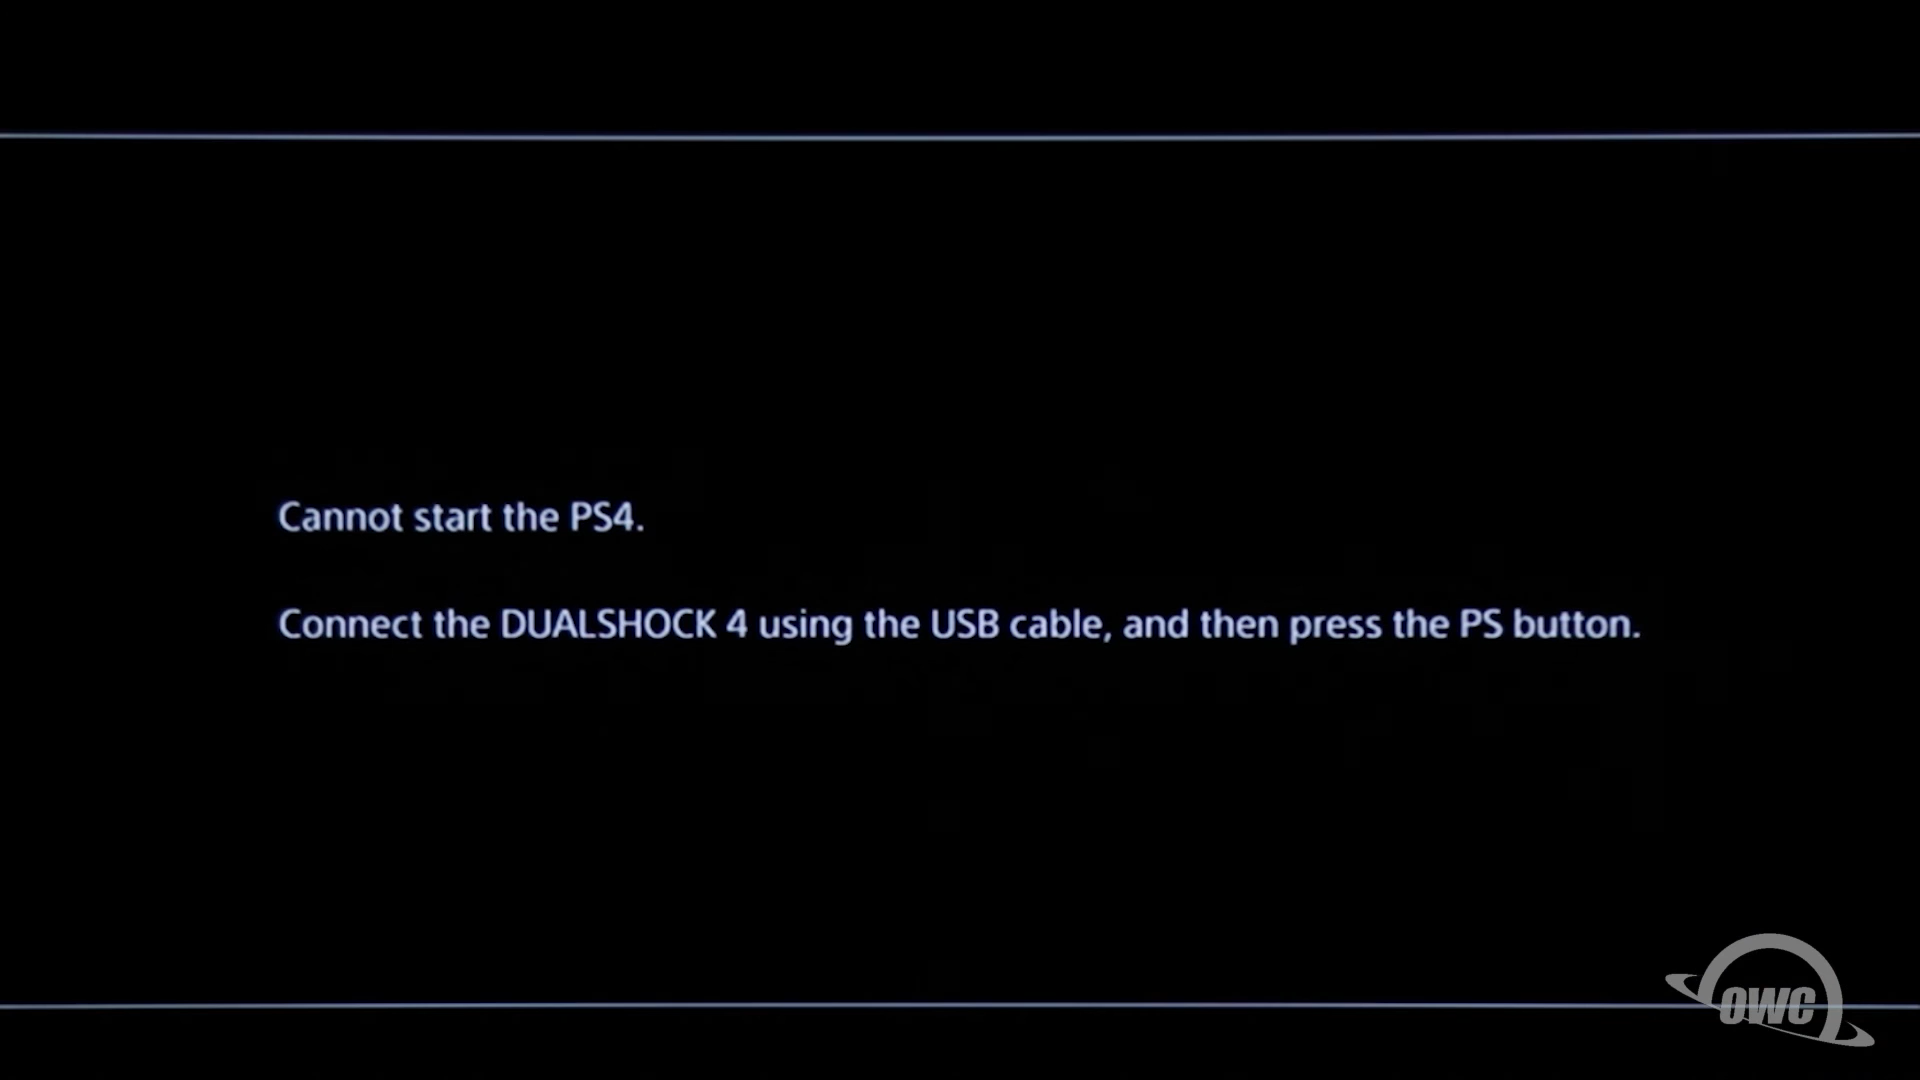 Cannot start the PS4.
Connect the DUALSHOCK 4 using the USB cable, and then press the PS button.
OWC